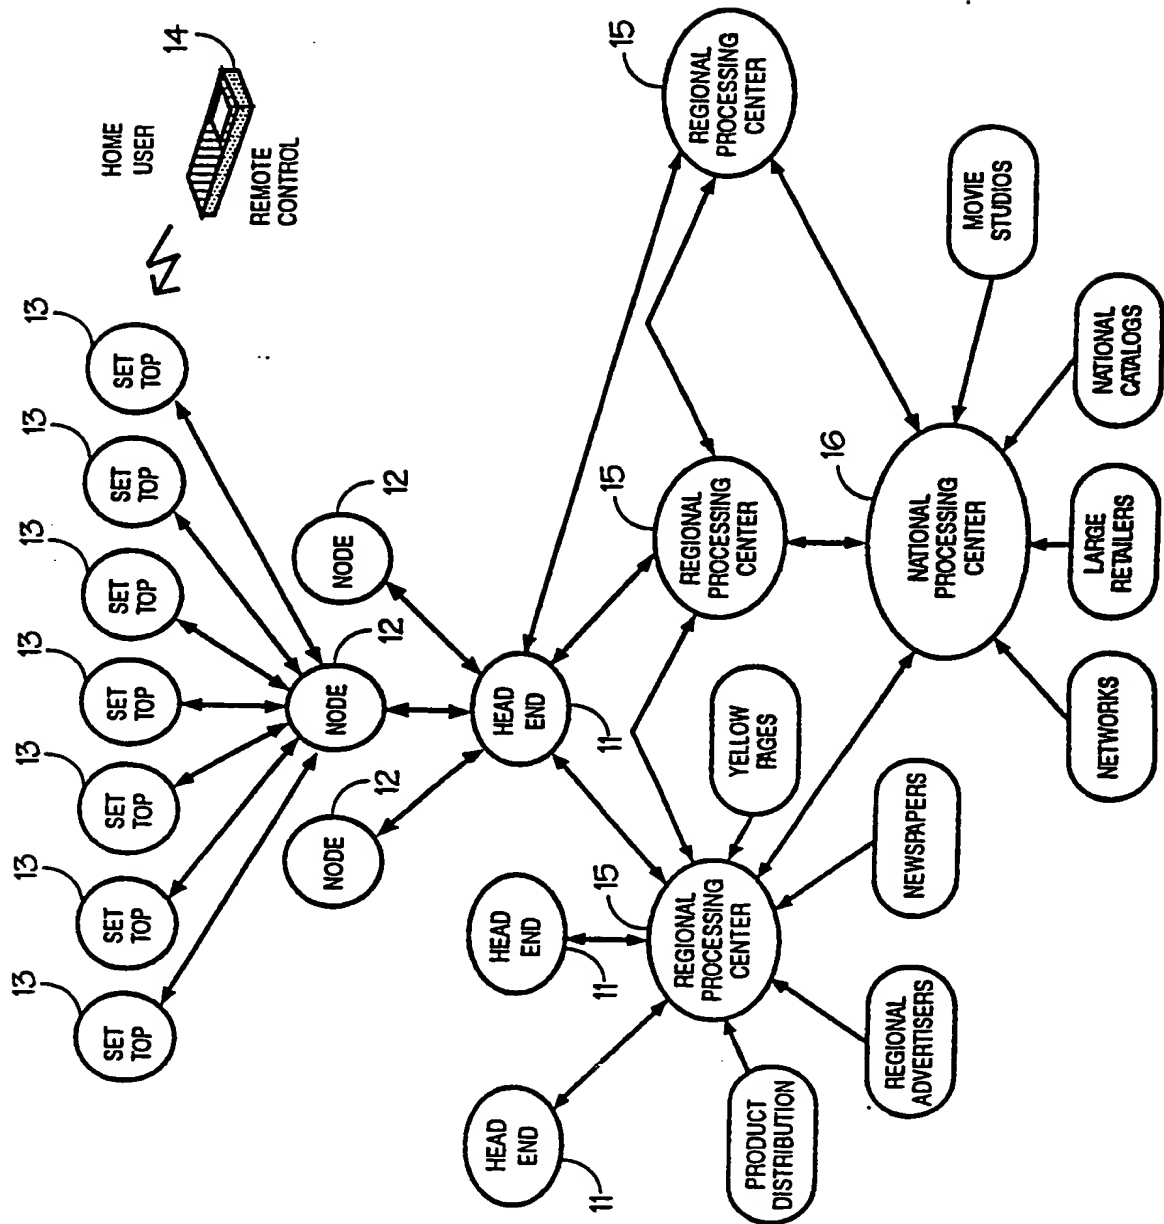 13
13
13
13
13
13
13
SET
TOP
SET
TOP
SET
TOP
SET
TOP
SET
TOP
SET
TOP
SET
TOP
HOME
USER
14
REMOTE
CONTROL
12
NODE
12
NODE
12
NODE
HEAD
END
11
HEAD
END
11
HEAD
END
11
15
REGIONAL
PROCESSING
CENTER
15
REGIONAL
PROCESSING
CENTER
15
REGIONAL
PROCESSING
CENTER
YELLOW
PAGES
PRODUCT
DISTRIBUTION
REGIONAL
ADVERTISERS
NEWSPAPERS
16
NATIONAL
PROCESSING
CENTER
NETWORKS
LARGE
RETAILERS
NATIONAL
CATALOGS
MOVIE
STUDIOS